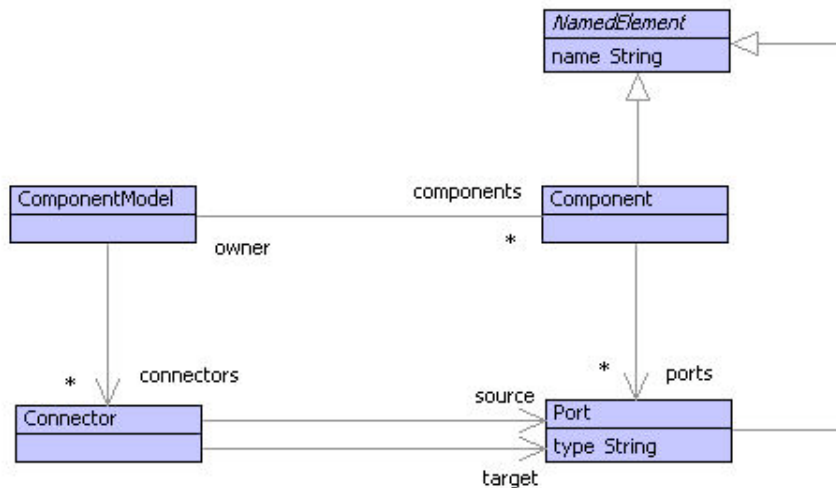 NamedElement
name String
ComponentModel
components
Component
owner
*
*
connectors
*
ports
source
Connector
Port
type String
target